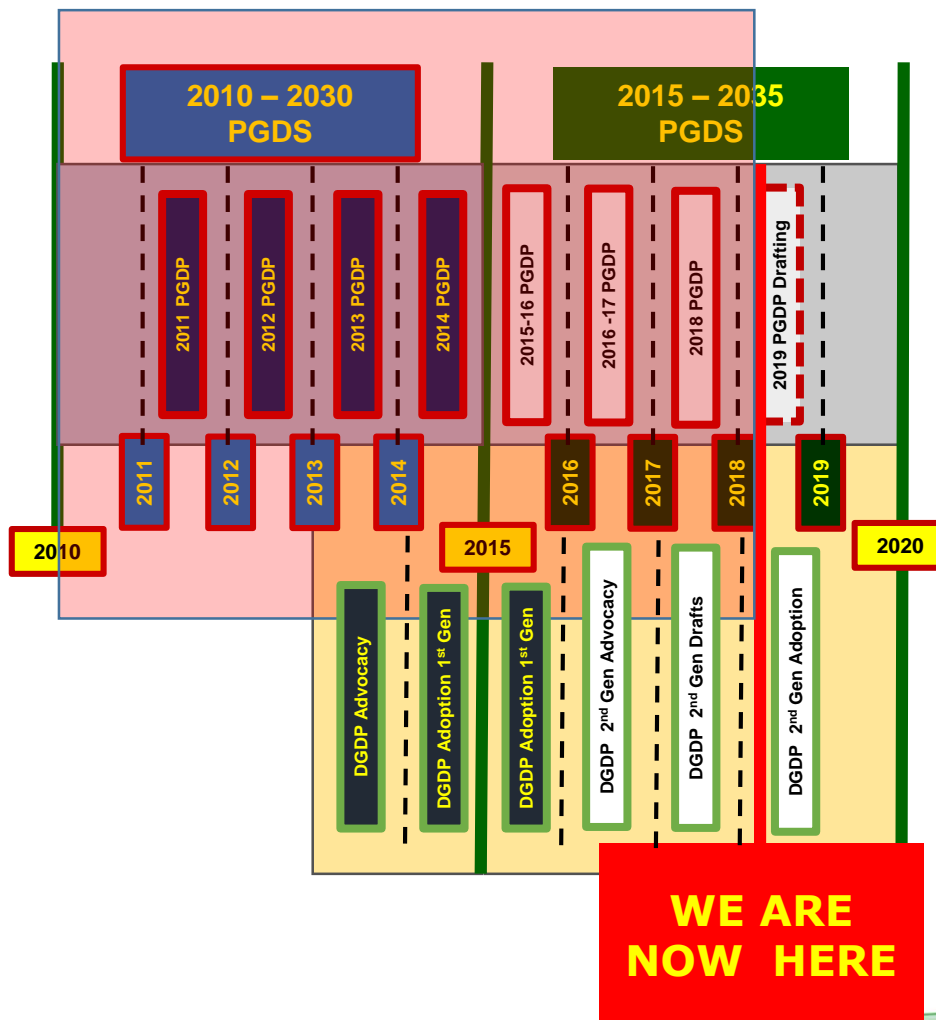 2010 – 2030
PGDS
2015 – 2035
PGDS
2011 PGDP
2012 PGDP
2013 PGDP
2014 PGDP
2015-16 PGDP
2016 -17 PGDP
2018 PGDP
2019 PGDP Drafting
2011
2012
2013
2014
2016
2017
2018
2019
2010
2015
2020
DGDP Advocacy
DGDP Adoption 1st Gen
DGDP Adoption 1st Gen
DGDP 2nd Gen Advocacy
DGDP 2nd Gen Drafts
DGDP 2nd Gen Adoption
WE ARE
NOW HERE